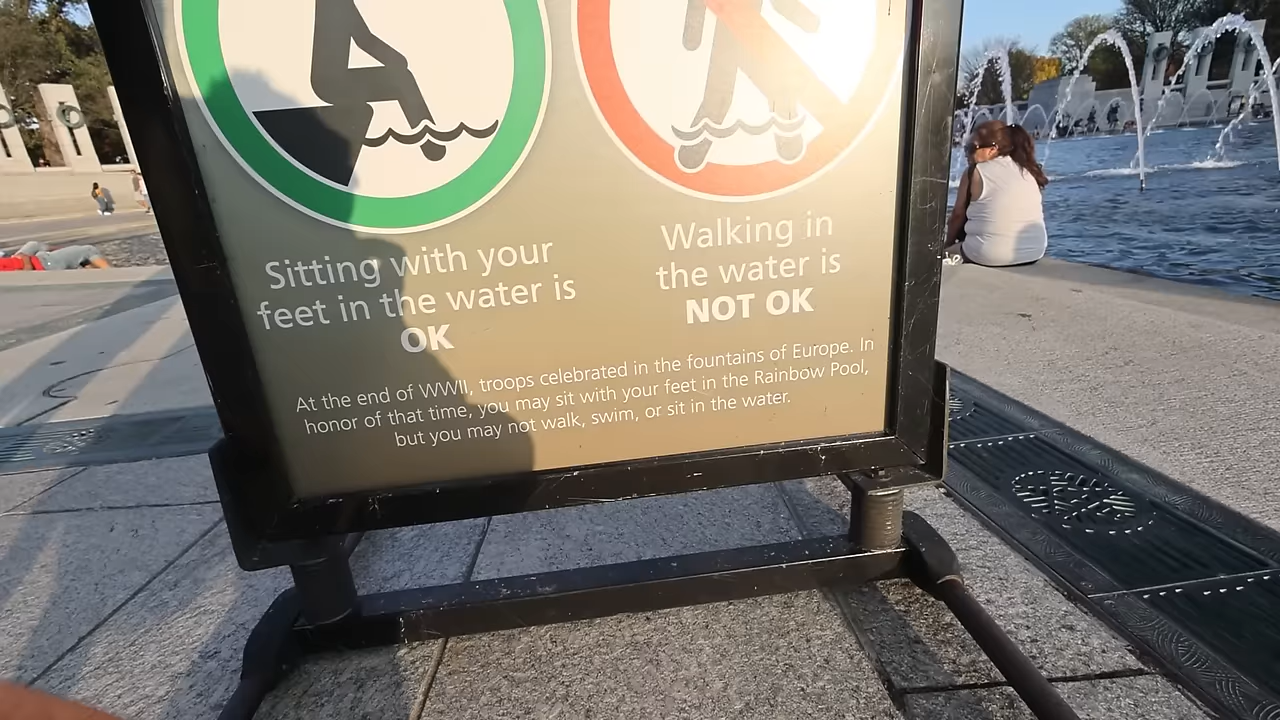 Sitting with your
feet in the water is
OK
Walking in
the water is
NOT OK
At the end of WWII, troops celebrated in the fountains of Europe. In
honor of that time, you may sit with your feet in the Rainbow Pool,
but you may not walk, swim, or sit in the water.